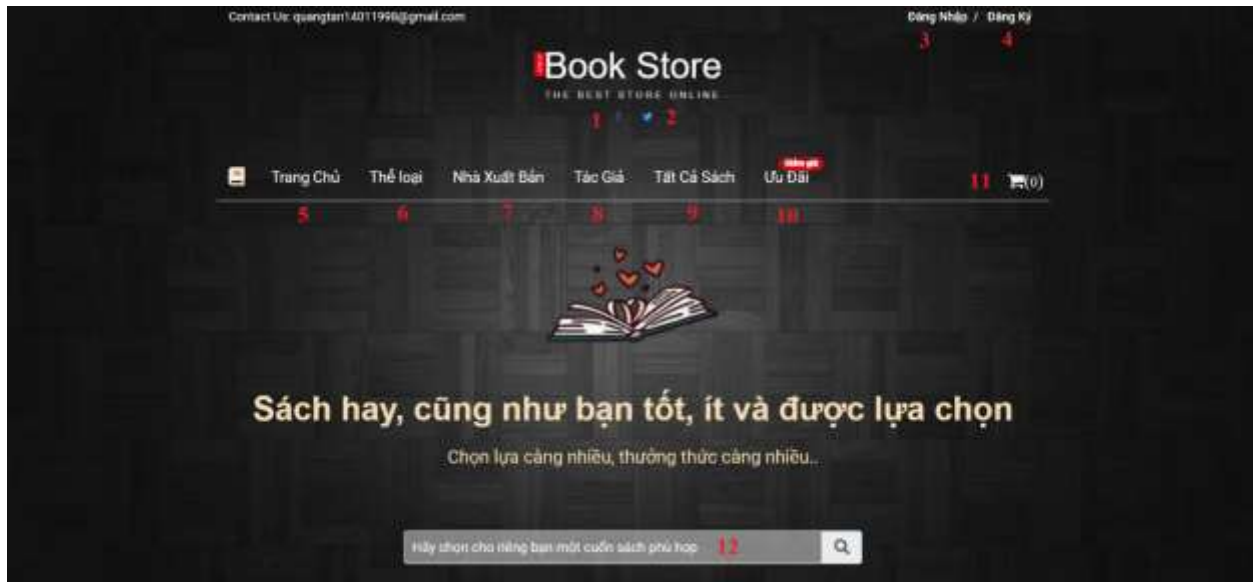 Contact Us: quangtan14011998@gmail.com
Đăng Nhập / Đăng Ký
3 4
Book Store
THE BEST STORE ONLINE
1 2
Trang Chủ Thể loại Nhà Xuất Bản Tác Giả Tất Cả Sách Ưu Đãi 11 (0)
5 6 7 8 9 10
Sách hay, cũng như bạn tốt, ít và được lựa chọn
Chọn lựa càng nhiều, thưởng thức càng nhiều..
Hãy chọn cho riêng bạn một cuốn sách phù hợp 12